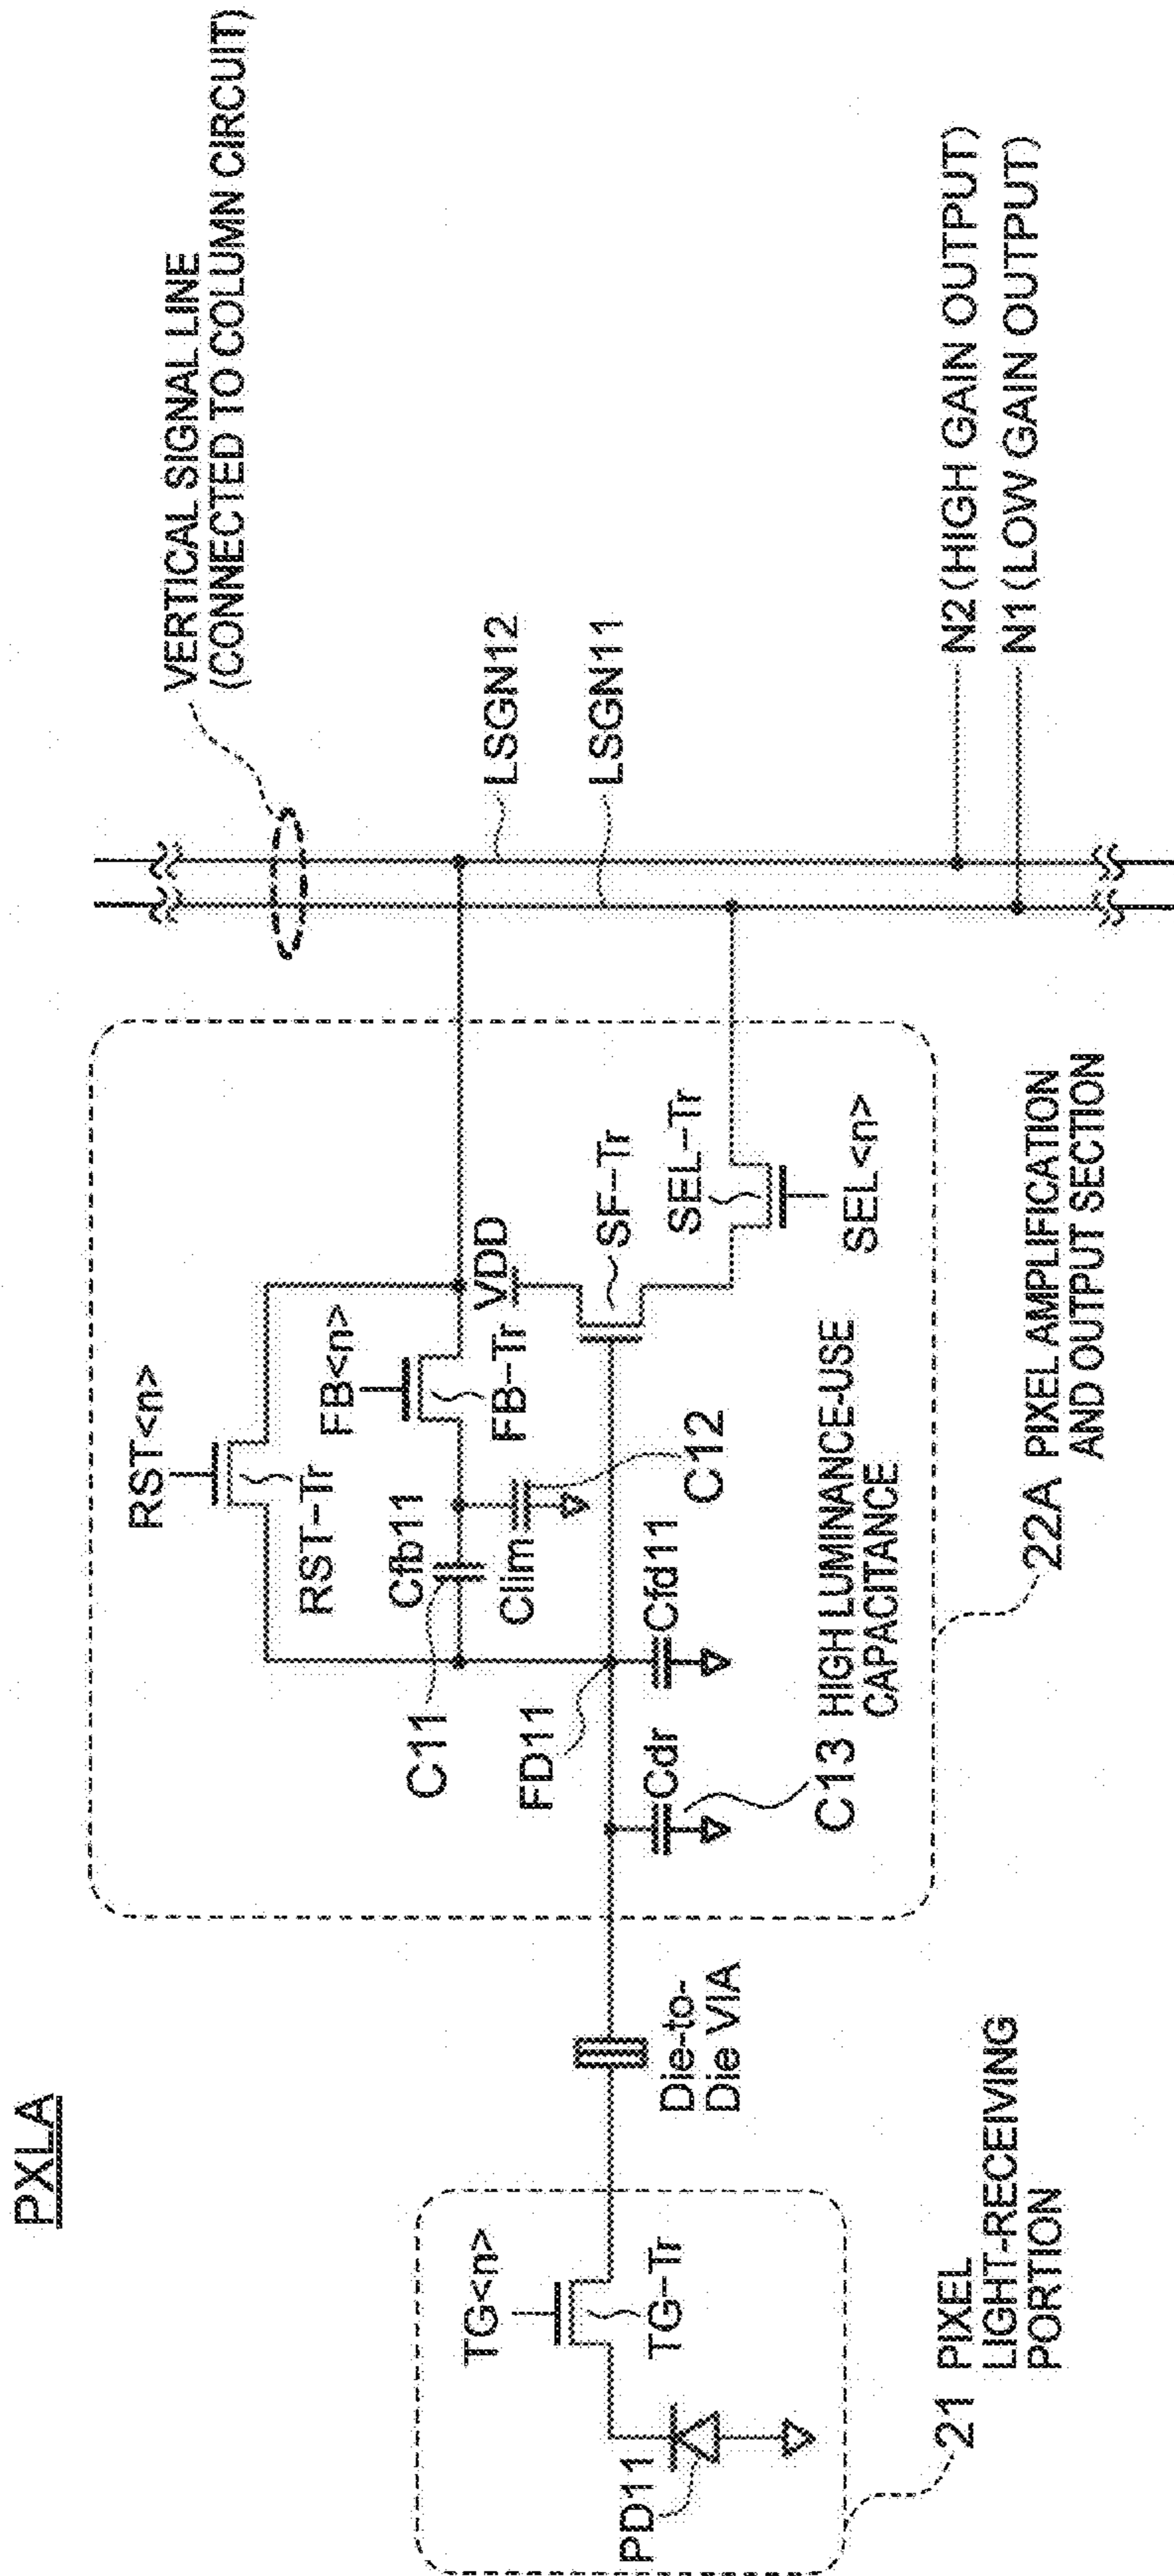 PXLA
VERTICAL SIGNAL LINE
(CONNECTED TO COLUMN CIRCUIT)
RST<n>
RST-Tr
FB<n>
FB-Tr
Cfb11
C11
Clim
C12
VDD
SF-Tr
SEL-Tr
SEL<n>
LSGN12
LSGN11
FD11
Cfd11
Cdr
C13 HIGH LUMINANCE-USE
CAPACITANCE
N2 (HIGH GAIN OUTPUT)
N1 (LOW GAIN OUTPUT)
22A PIXEL AMPLIFICATION
AND OUTPUT SECTION
Die-to-
Die VIA
TG<n>
TG-Tr
PD11
21 PIXEL
LIGHT-RECEIVING
PORTION